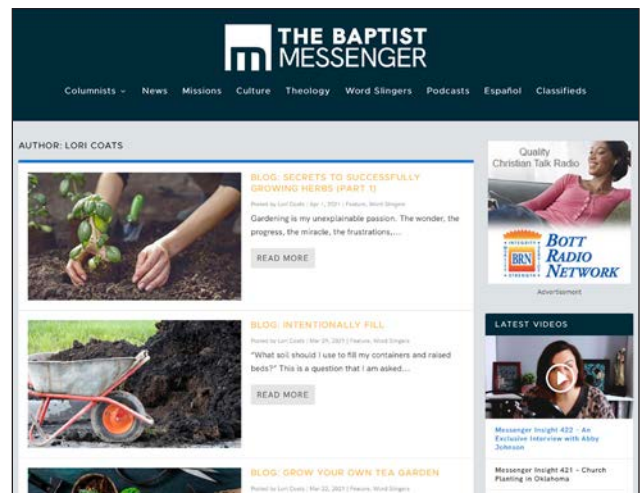 THE BAPTIST
MESSENGER
Columnists News Missions Culture Theology Word Slingers Podcasts Español Classifieds
AUTHOR: LORI COATS
BLOG: SECRETS TO SUCCESSFULLY
GROWING HERBS (PART 1)
Posted by Lori Coats | Apr 1, 2021 | Feature, Word Slingers
Gardening is my unexplainable passion. The wonder, the
progress, the miracle, the frustrations,...
READ MORE
BLOG: INTENTIONALLY FILL
Posted by Lori Coats | Mar 29, 2021 | Feature, Word Slingers
“What soil should I use to fill my containers and raised
beds?” This is a question that I am asked...
READ MORE
BLOG: GROW YOUR OWN TEA GARDEN
Posted by Lori Coats | Mar 22, 2021 | Feature, Word Slingers
Quality
Christian Talk Radio
INTEGRITY
BRN
STRENGTH
BOTT
RADIO
NETWORK
Advertisement
LATEST VIDEOS
Messenger Insight 422 – An
Exclusive Interview with Abby
Johnson
Messenger Insight 421 – Church
Planting in Oklahoma